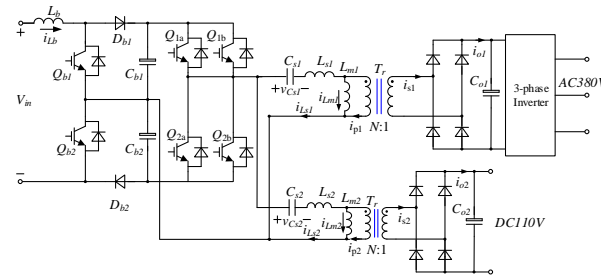 L_b
+
i_Lb
D_b1
Q_b1
C_b1
V_in
Q_b2
C_b2
−
D_b2
Q_1a
Q_1b
Q_2a
Q_2b
C_s1
L_s1
L_m1
T_r
+v_Cs1−
i_Lm1
i_s1
i_Ls1
i_p1
N:1
i_o1
C_o1
3-phase
Inverter
AC380V
C_s2
L_s2
L_m2
T_r
+v_Cs2−
i_Lm2
i_s2
i_Ls2
i_p2
N:1
i_o2
C_o2
DC110V